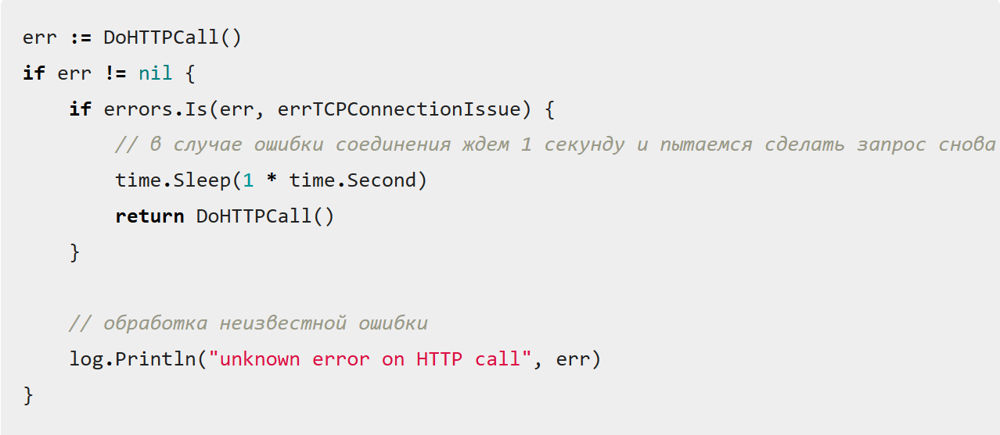 err := DoHTTPCall()
if err != nil {
    if errors.Is(err, errTCPConnectionIssue) {
        // в случае ошибки соединения ждем 1 секунду и пытаемся сделать запрос снова
        time.Sleep(1 * time.Second)
        return DoHTTPCall()
    }

    // обработка неизвестной ошибки
    log.Println("unknown error on HTTP call", err)
}